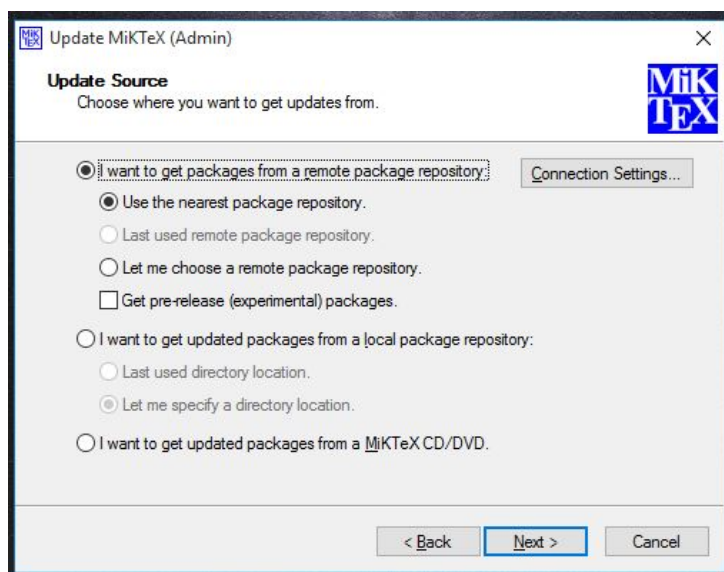 Update MiKTeX (Admin)
Update Source
Choose where you want to get updates from.
MiK
TEX
I want to get packages from a remote package repository:
Connection Settings...
Use the nearest package repository.
Last used remote package repository.
Let me choose a remote package repository.
Get pre-release (experimental) packages.
I want to get updated packages from a local package repository:
Last used directory location.
Let me specify a directory location.
I want to get updated packages from a MiKTeX CD/DVD.
< Back
Next >
Cancel